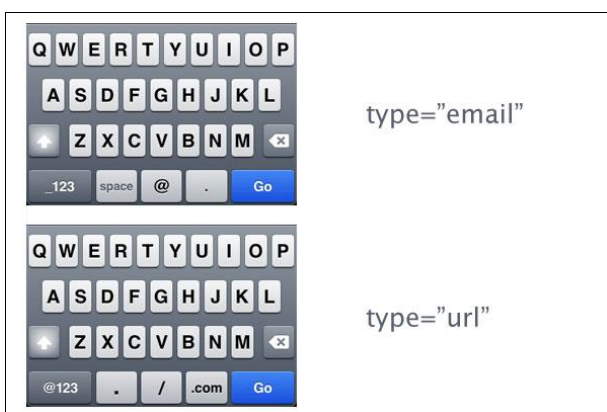 Q W E R T Y U I O P
A S D F G H J K L
Z X C V B N M
_123 space @ . Go
type="email"
Q W E R T Y U I O P
A S D F G H J K L
Z X C V B N M
@123 . / .com Go
type="url"